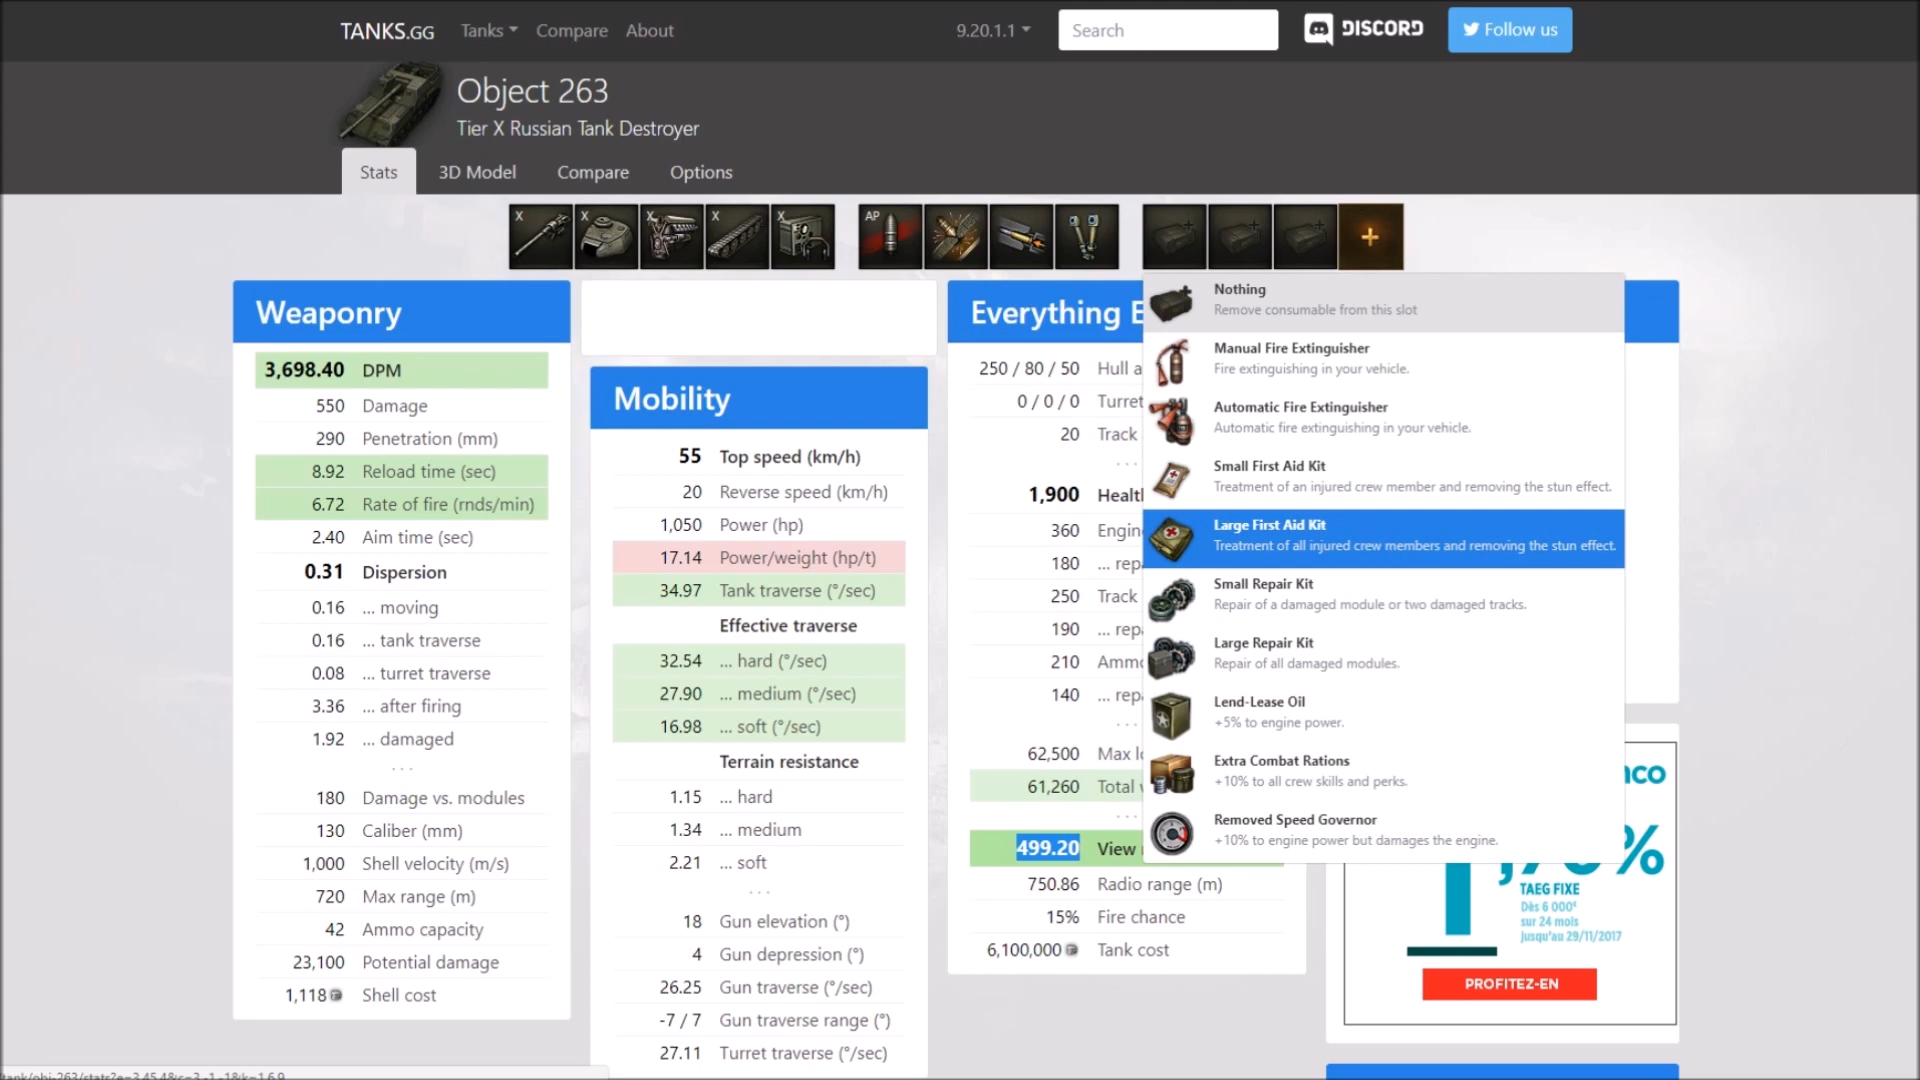 TANKS.GG Tanks Compare About 9.20.1.1 Search DISCORD Follow us
Object 263
Tier X Russian Tank Destroyer
Stats 3D Model Compare Options
X X X X X AP
Weaponry
3,698.40 DPM
550 Damage
290 Penetration (mm)
8.92 Reload time (sec)
6.72 Rate of fire (rnds/min)
2.40 Aim time (sec)
0.31 Dispersion
0.16 ... moving
0.16 ... tank traverse
0.08 ... turret traverse
3.36 ... after firing
1.92 ... damaged
...
180 Damage vs. modules
130 Caliber (mm)
1,000 Shell velocity (m/s)
720 Max range (m)
42 Ammo capacity
23,100 Potential damage
1,118 Shell cost
Mobility
55 Top speed (km/h)
20 Reverse speed (km/h)
1,050 Power (hp)
17.14 Power/weight (hp/t)
34.97 Tank traverse (°/sec)
Effective traverse
32.54 ... hard (°/sec)
27.90 ... medium (°/sec)
16.98 ... soft (°/sec)
Terrain resistance
1.15 ... hard
1.34 ... medium
2.21 ... soft
...
18 Gun elevation (°)
4 Gun depression (°)
26.25 Gun traverse (°/sec)
-7 / 7 Gun traverse range (°)
27.11 Turret traverse (°/sec)
Everything E
250 / 80 / 50 Hull a
0 / 0 / 0 Turret
20 Track
...
1,900 Healt
360 Engin
180 ... rep
250 Track
190 ... rep
210 Ammo
140 ... rep
...
62,500 Max lo
61,260 Total
...
499.20 View
750.86 Radio range (m)
15% Fire chance
6,100,000 Tank cost
Nothing
Remove consumable from this slot
Manual Fire Extinguisher
Fire extinguishing in your vehicle.
Automatic Fire Extinguisher
Automatic fire extinguishing in your vehicle.
Small First Aid Kit
Treatment of an injured crew member and removing the stun effect.
Large First Aid Kit
Treatment of all injured crew members and removing the stun effect.
Small Repair Kit
Repair of a damaged module or two damaged tracks.
Large Repair Kit
Repair of all damaged modules.
Lend-Lease Oil
+5% to engine power.
Extra Combat Rations
+10% to all crew skills and perks.
Removed Speed Governor
+10% to engine power but damages the engine.
nco
%
TAEG FIXE
Dès 6 000€
sur 24 mois
Jusqu'au 29/11/2017
PROFITEZ-EN